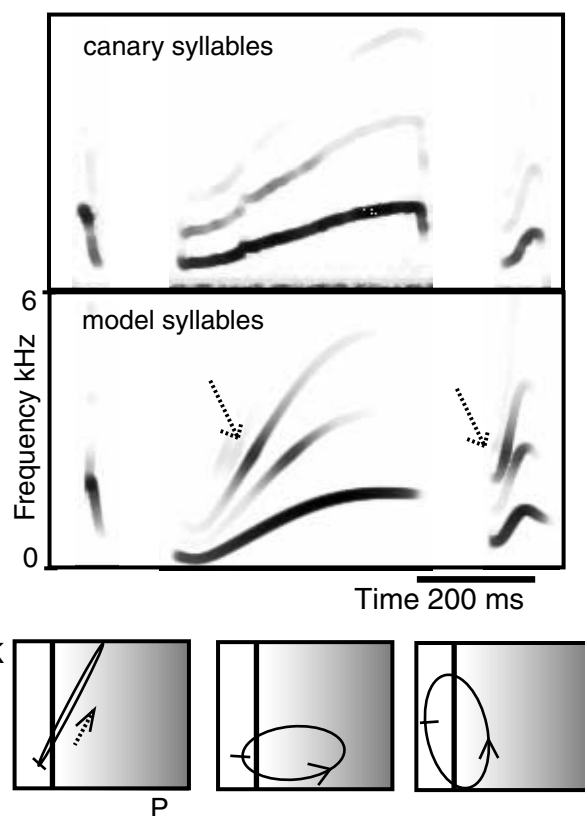 canary syllables
6
model syllables
Frequency kHz
0
Time 200 ms
P